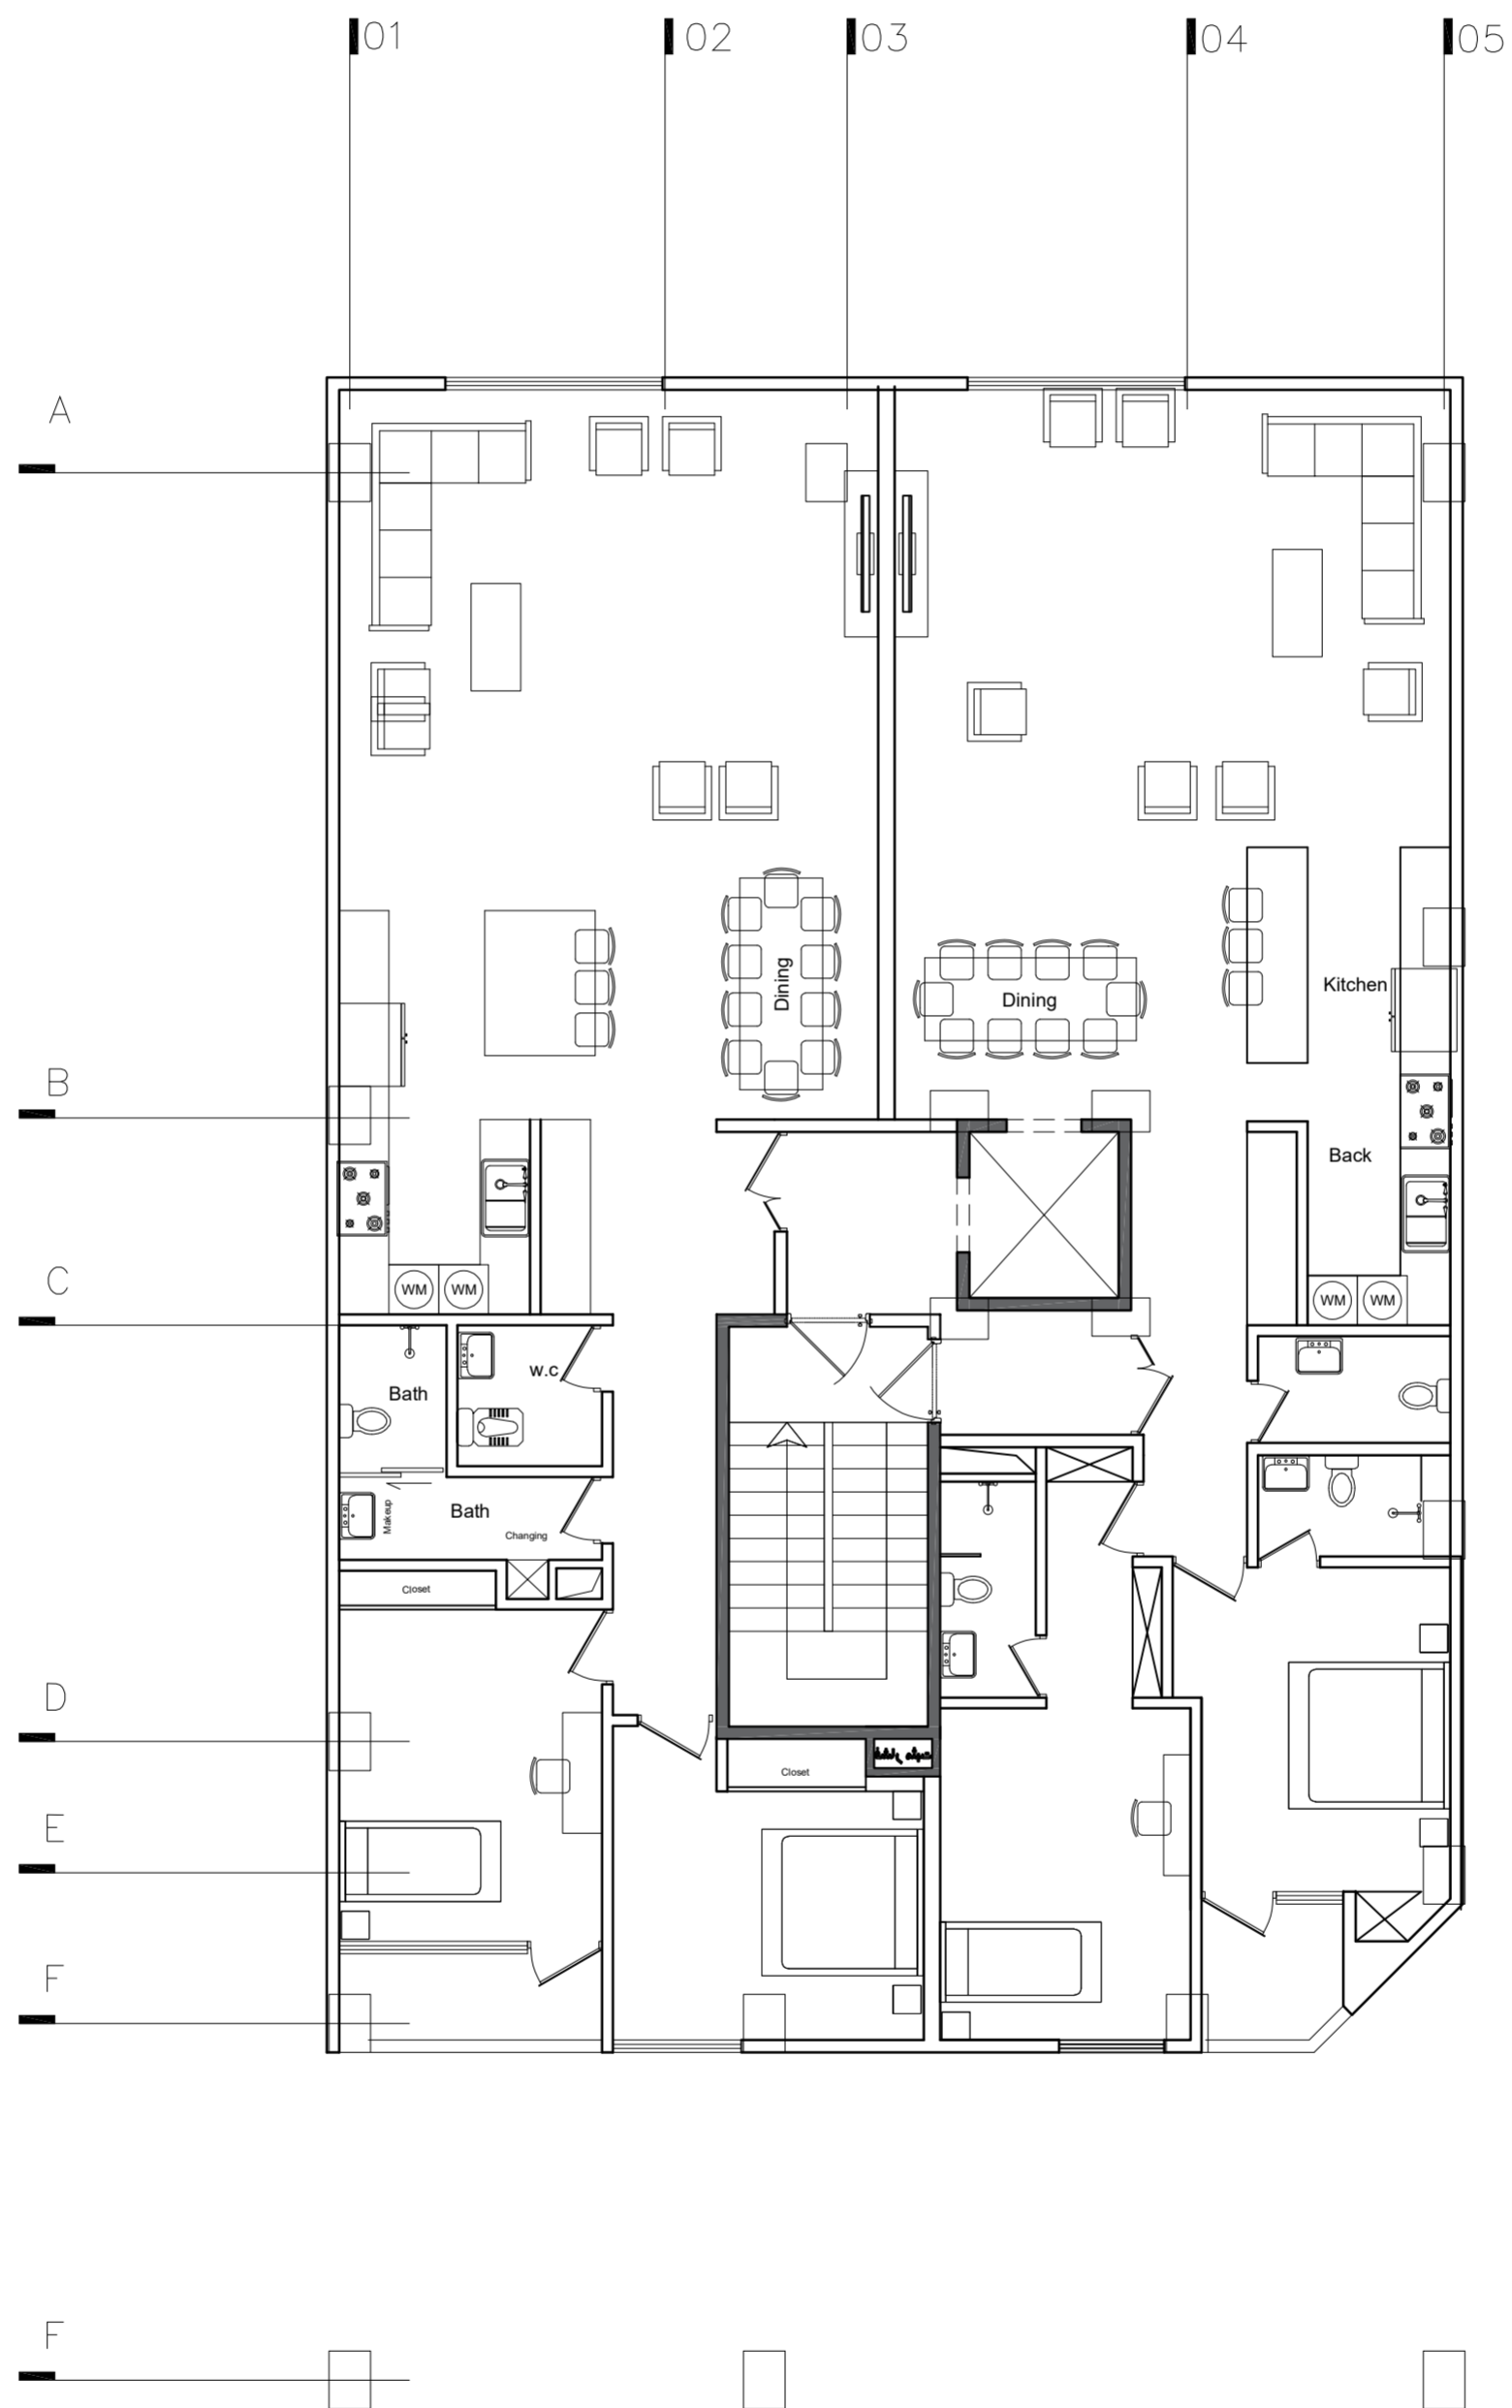 01 02 03 04 05
A
Dining
Dining
Kitchen
B
Back
C
WM WM
WM WM
w.c
Bath
Makeup
Bath
Changing
Closet
D
Closet
E
F
F